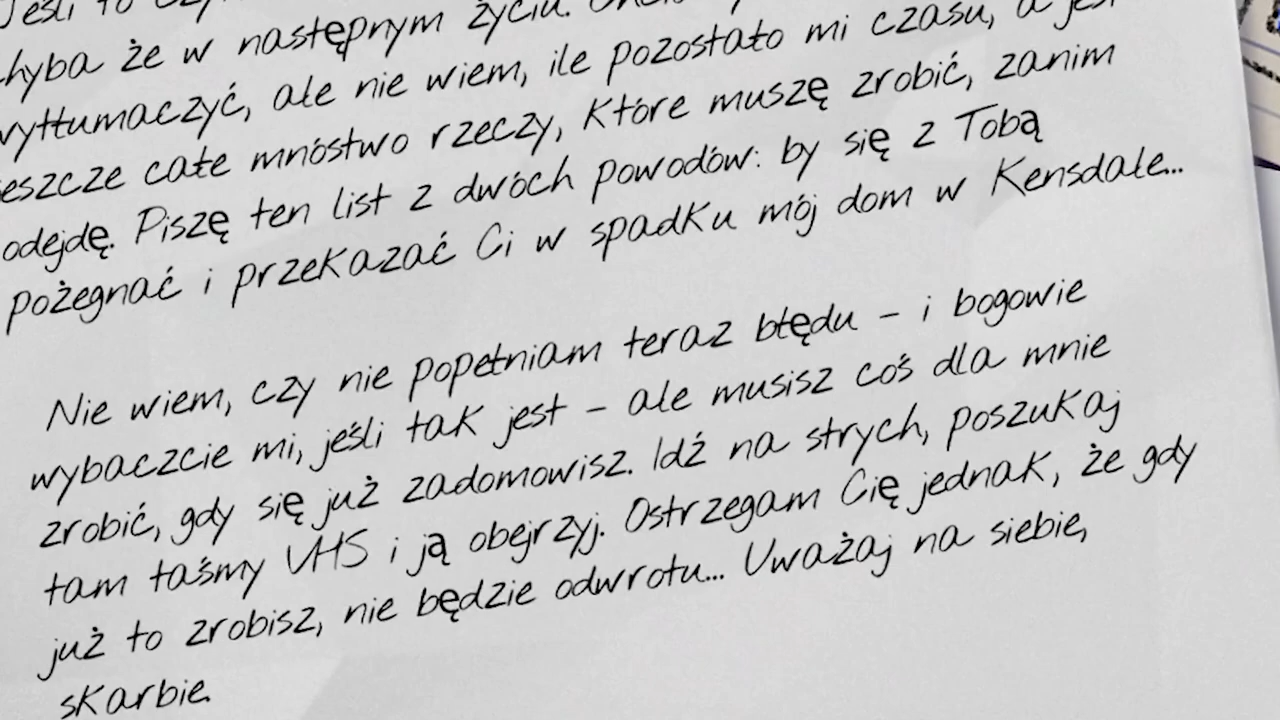 Jeśli to
chyba że w następnym życiu.
wytłumaczyć, ale nie wiem, ile pozostało mi czasu, a jest
jeszcze całe mnóstwo rzeczy, które muszę zrobić, zanim
odejdę. Piszę ten list z dwóch powodów: by się z Tobą
pożegnać i przekazać Ci w spadku mój dom w Kensdale...
Nie wiem, czy nie popełniam teraz błędu – i bogowie
wybaczcie mi, jeśli tak jest – ale musisz coś dla mnie
zrobić, gdy się już zadomowisz. Idź na strych, poszukaj
tam taśmy VHS i ją obejrzyj. Ostrzegam Cię jednak, że gdy
już to zrobisz, nie będzie odwrotu... Uważaj na siebie,
skarbie.